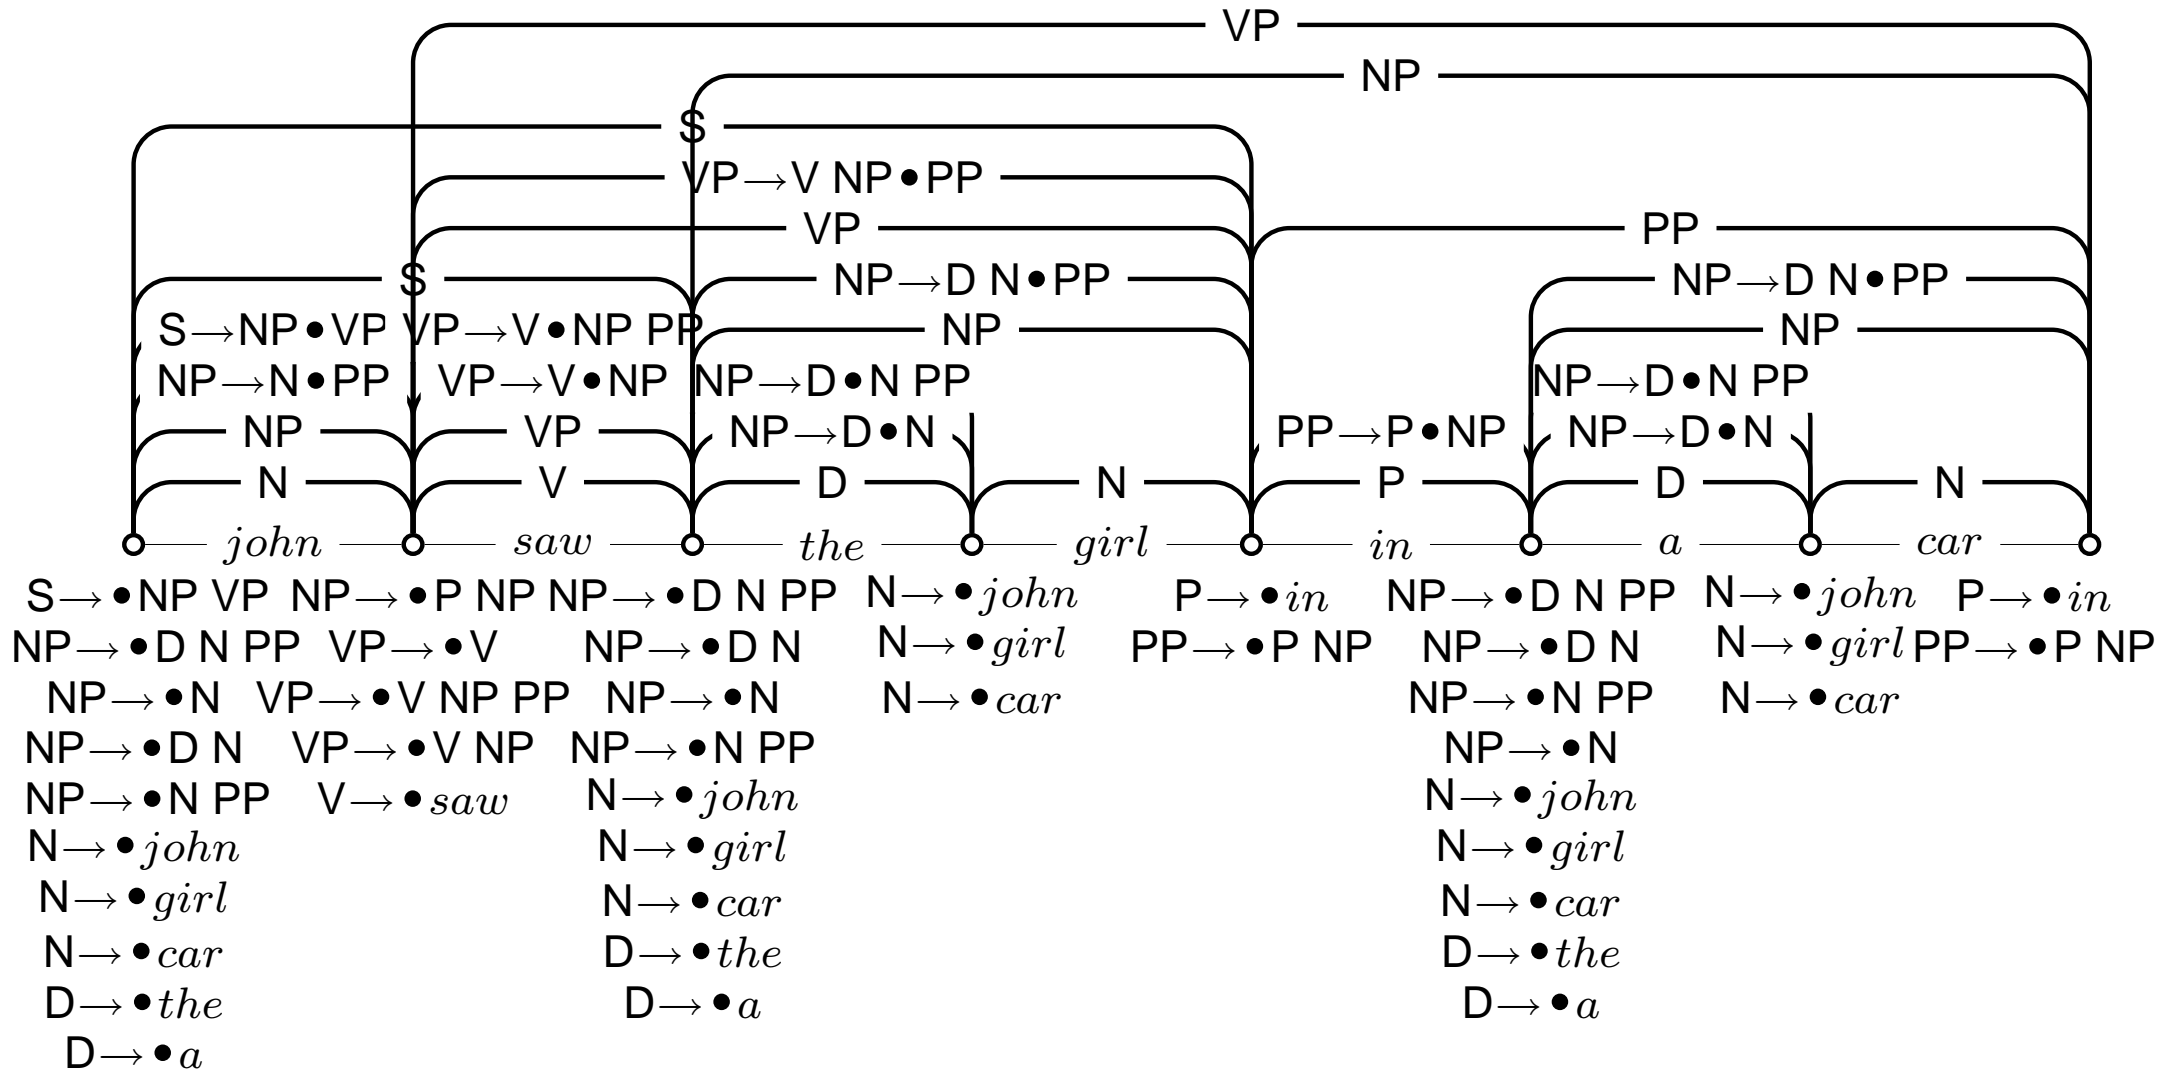 VP
NP
S
VP→V NP•PP
VP PP
S NP→D N•PP NP→D N•PP
S→NP•VP VP→V•NP PP NP NP
NP→N•PP VP→V•NP NP→D•N PP NP→D•N PP
NP VP NP→D•N PP→P•NP NP→D•N
N V D N P D N
john saw the girl in a car
S→•NP VP NP→•P NP NP→•D N PP N→•john P→•in NP→•D N PP N→•john P→•in
NP→•D N PP VP→•V NP→•D N N→•girl PP→•P NP NP→•D N N→•girl PP→•P NP
NP→•N VP→•V NP PP NP→•N N→•car NP→•N PP N→•car
NP→•D N VP→•V NP NP→•N PP NP→•N
NP→•N PP V→•saw N→•john N→•john
N→•john N→•girl N→•girl
N→•girl N→•car N→•car
N→•car D→•the D→•the
D→•the D→•a D→•a
D→•a